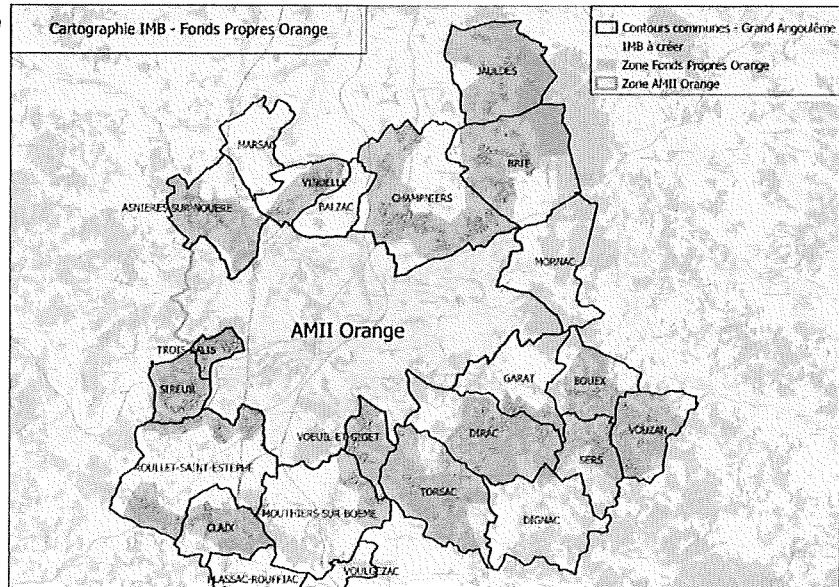 Cartographie IMB - Fonds Propres Orange
Contours communes - Grand Angoulême
IMB à créer
Zone Fonds Propres Orange
Zone AMII Orange
JAULDES
MARSAC
BRIE
VINDELLE
CHAMPNIERS
ASNIERES-SUR-NOUERE
BALZAC
MORNAC
AMII Orange
TROIS-PALIS
GARAT
BOUEX
SIREUIL
VOUZAN
VOEUIL-ET-GIGET
DIRAC
SERS
ROULLET-SAINT-ESTEPHE
TORSAC
MOUTHIERS-SUR-BOEME
DIGNAC
CLAIX
VOULGEZAC
PLASSAC-ROUFFIAC